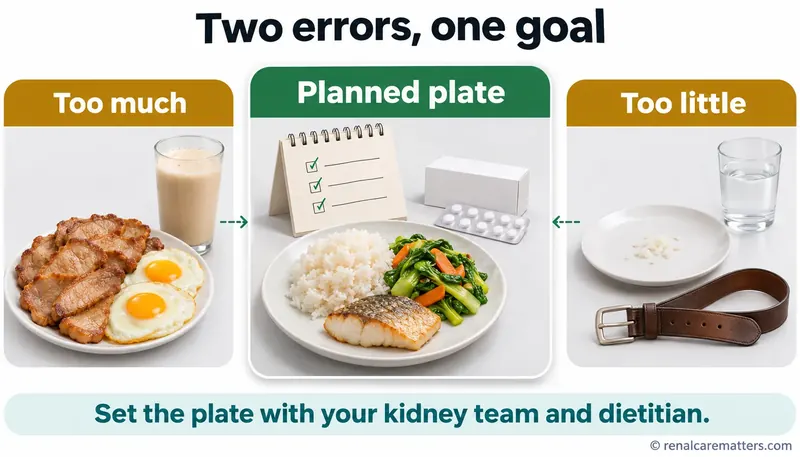 Two errors, one goal
Too much
Planned plate
Too little
Set the plate with your kidney team and dietitian.
© renalcarematters.com